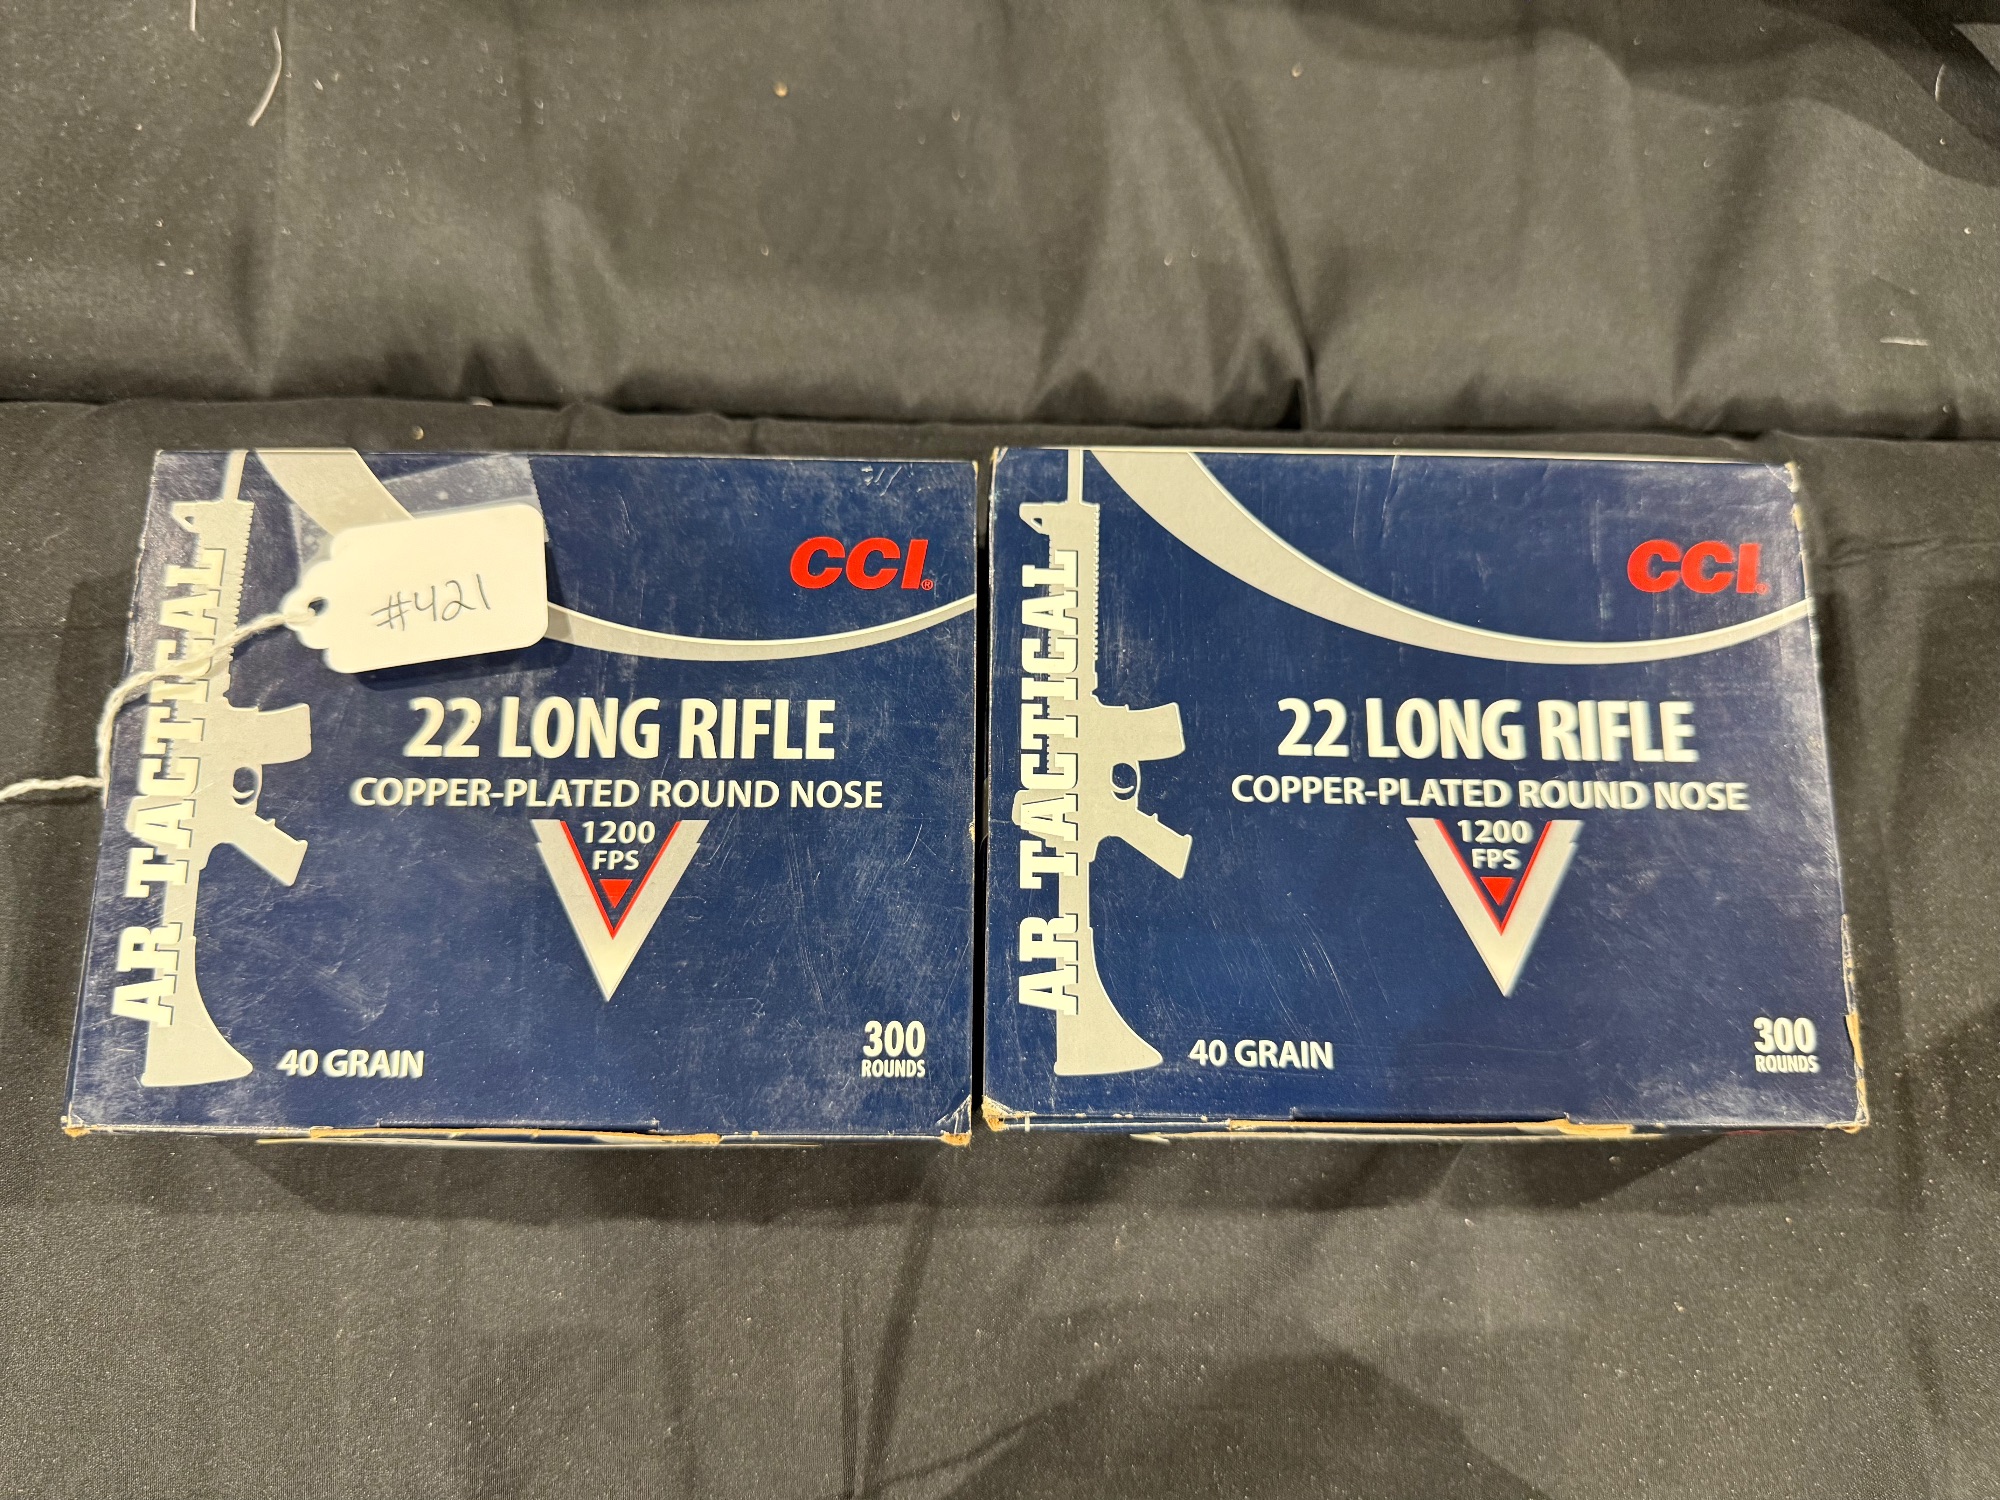 #421
AR TACTICAL
CCI®
22 LONG RIFLE
COPPER-PLATED ROUND NOSE
1200
FPS
40 GRAIN
300
ROUNDS
AR TACTICAL
CCI®
22 LONG RIFLE
COPPER-PLATED ROUND NOSE
1200
FPS
40 GRAIN
300
ROUNDS